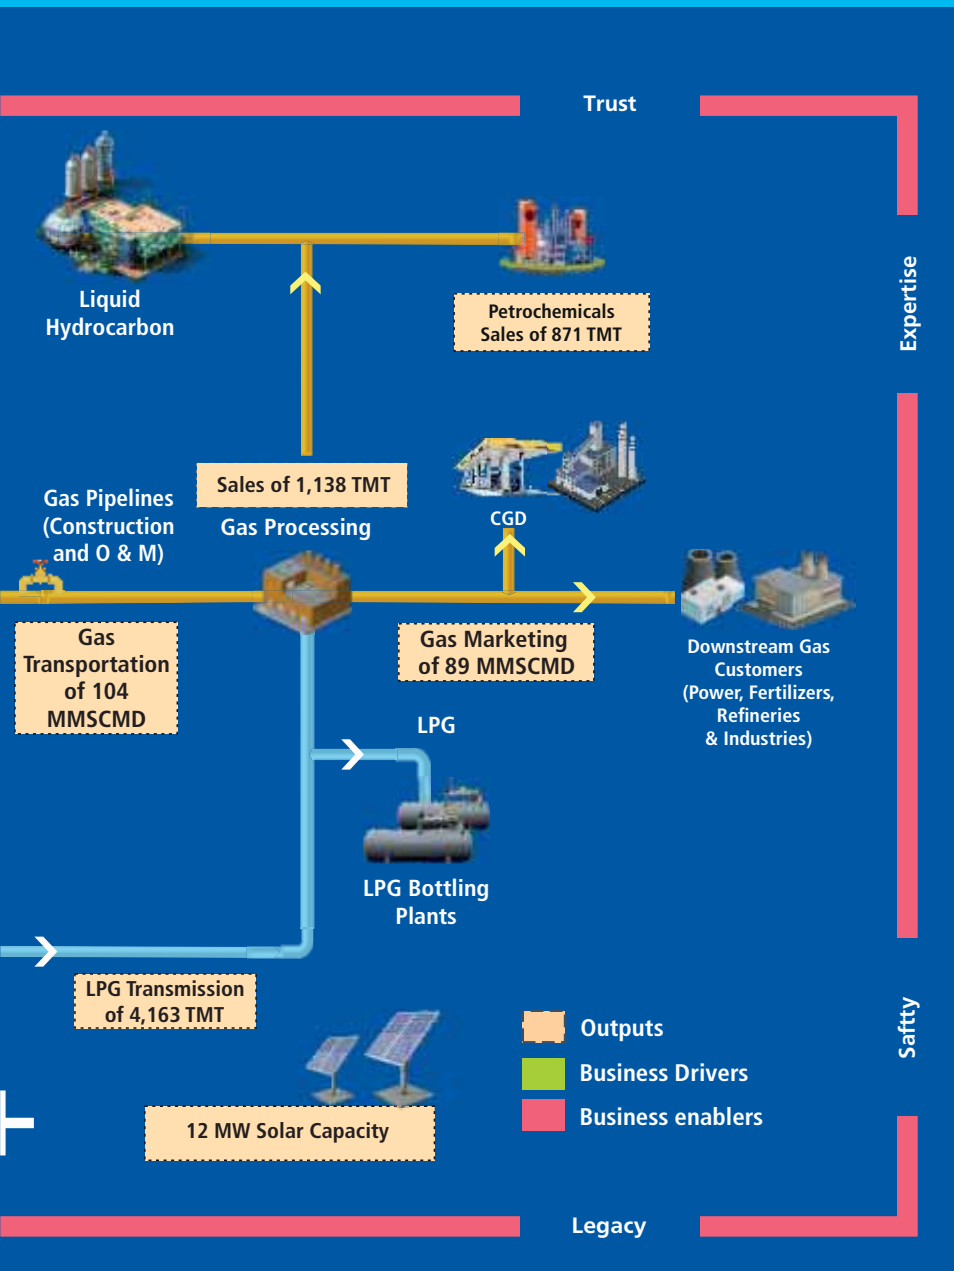 Trust
Expertise
Liquid
Hydrocarbon
Petrochemicals
Sales of 871 TMT
Sales of 1,138 TMT
Gas Processing
Gas Pipelines
(Construction
and O & M)
CGD
Gas
Transportation
of 104
MMSCMD
Gas Marketing
of 89 MMSCMD
Downstream Gas
Customers
(Power, Fertilizers,
Refineries
& Industries)
LPG
LPG Bottling
Plants
LPG Transmission
of 4,163 TMT
12 MW Solar Capacity
Outputs
Business Drivers
Business enablers
Saftty
Legacy